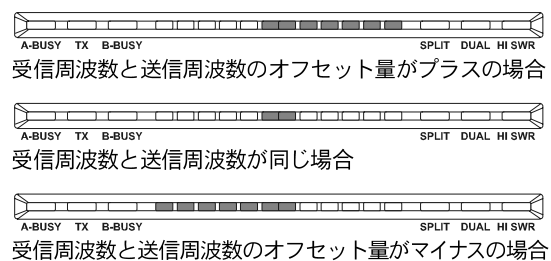 A-BUSY TX B-BUSY SPLIT DUAL HI SWR
受信周波数と送信周波数のオフセット量がプラスの場合
A-BUSY TX B-BUSY SPLIT DUAL HI SWR
受信周波数と送信周波数が同じ場合
A-BUSY TX B-BUSY SPLIT DUAL HI SWR
受信周波数と送信周波数のオフセット量がマイナスの場合